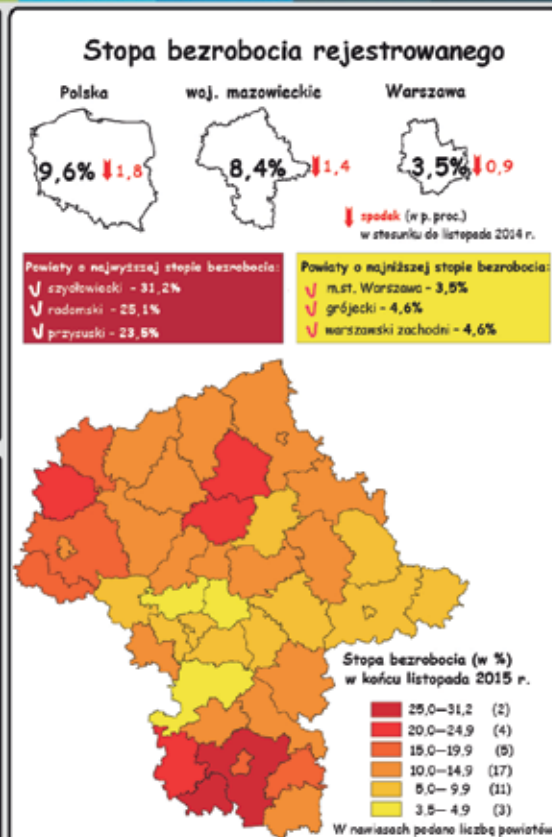 Stopa bezrobocia rejestrowanego
Polska
woj. mazowieckie
Warszawa
9,6% 1,8
8,4% 1,4
3,5% 0,9
spadek (w p. proc.)
w stosunku do listopada 2014 r.
Powiaty o najwyższej stopie bezrobocia:
szydłowiecki - 31,2%
radomski - 25,1%
przysuski - 23,5%
Powiaty o najniższej stopie bezrobocia:
m.st. Warszawa - 3,5%
grójecki - 4,6%
warszawski zachodni - 4,6%
Stopa bezrobocia (w %)
w końcu listopada 2015 r.
25,0—31,2 (2)
20,0—24,9 (4)
15,0—19,9 (5)
10,0—14,9 (17)
5,0— 9,9 (11)
3,5— 4,9 (3)
W nawiasach podano liczbę powiatów